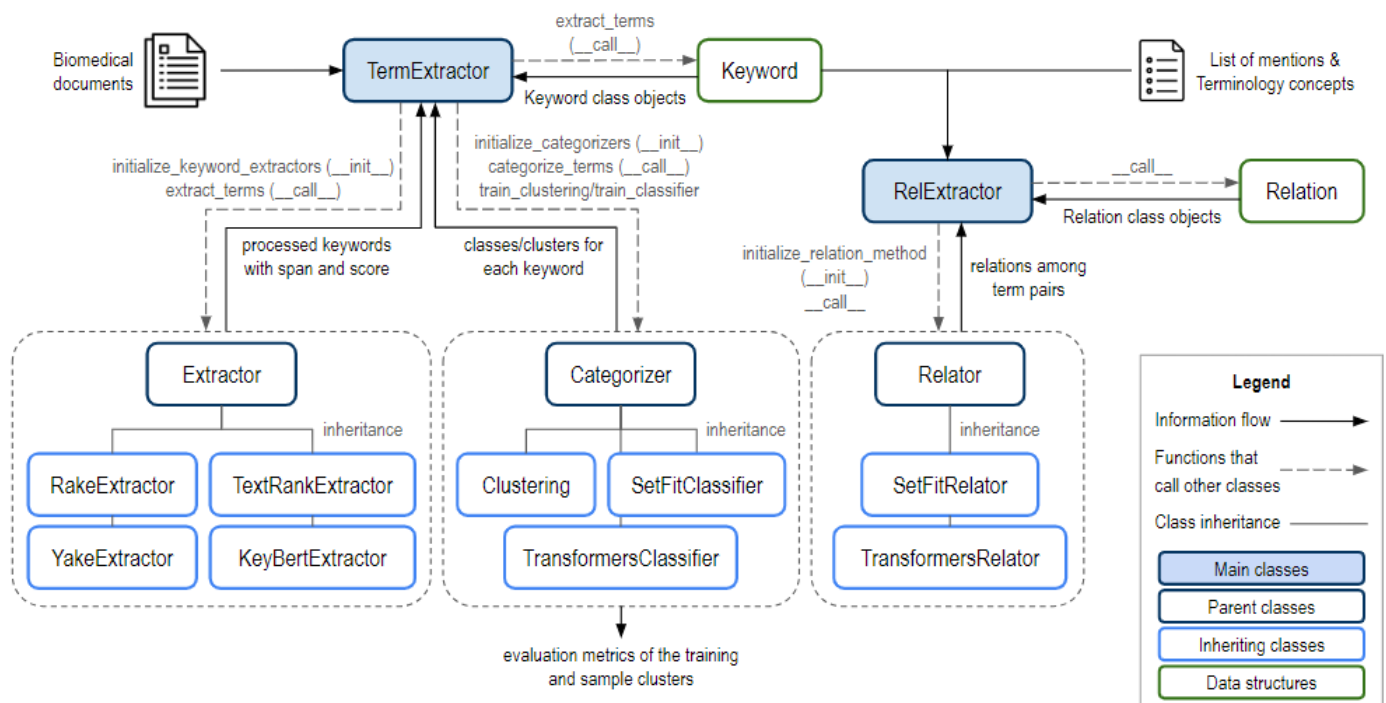 extract_terms
(__call__)
Biomedical
documents
TermExtractor
Keyword
List of mentions &
Terminology concepts
Keyword class objects
initialize_keyword_extractors (__init__)
extract_terms (__call__)
initialize_categorizers (__init__)
categorize_terms (__call__)
train_clustering/train_classifier
RelExtractor
__call__
Relation
Relation class objects
processed keywords
with span and score
classes/clusters for
each keyword
initialize_relation_method
(__init__)
__call__
relations among
term pairs
Extractor
inheritance
RakeExtractor
TextRankExtractor
YakeExtractor
KeyBertExtractor
Categorizer
inheritance
Clustering
SetFitClassifier
TransformersClassifier
evaluation metrics of the training
and sample clusters
Relator
inheritance
SetFitRelator
TransformersRelator
Legend
Information flow
Functions that
call other classes
Class inheritance
Main classes
Parent classes
Inheriting classes
Data structures